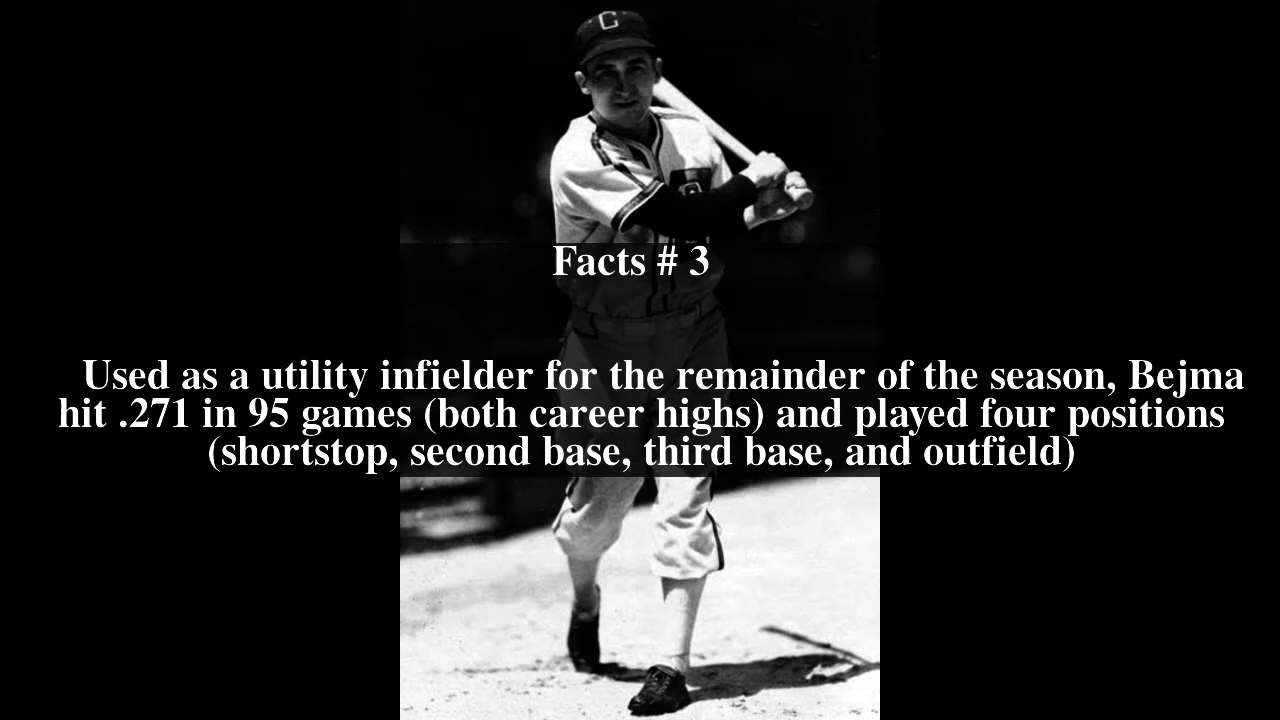 C
Facts # 3
Used as a utility infielder for the remainder of the season, Bejma
hit .271 in 95 games (both career highs) and played four positions
(shortstop, second base, third base, and outfield)